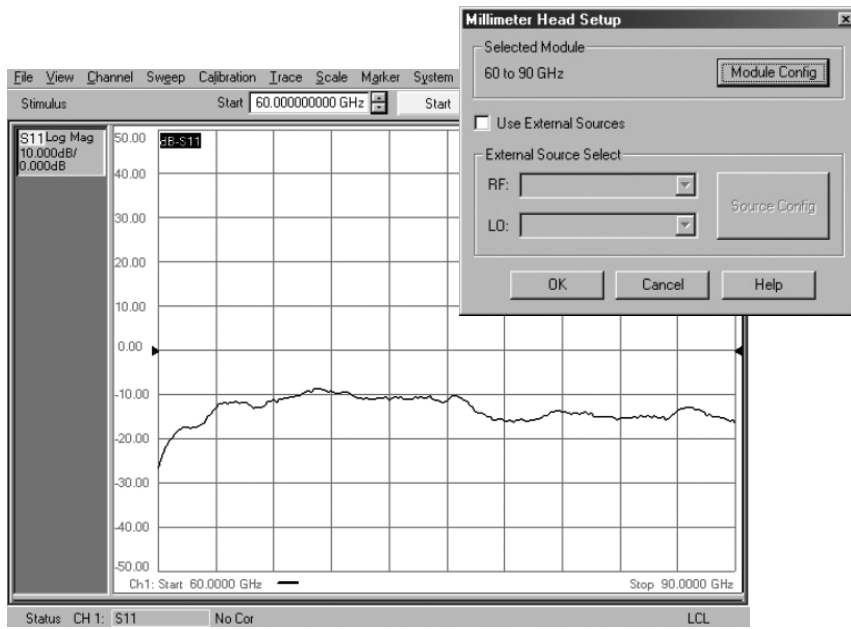 Millimeter Head Setup
Selected Module
60 to 90 GHz
Module Config
Use External Sources
External Source Select
RF:
LO:
Source Config
OK Cancel Help
File View Channel Sweep Calibration Trace Scale Marker System
Stimulus Start 60.000000000 GHz Start
S11 Log Mag
10.000dB/
0.000dB
dB-S11
50.00
40.00
30.00
20.00
10.00
0.00
-10.00
-20.00
-30.00
-40.00
-50.00
Ch1: Start 60.0000 GHz Stop 90.0000 GHz
Status CH 1: S11 No Cor LCL